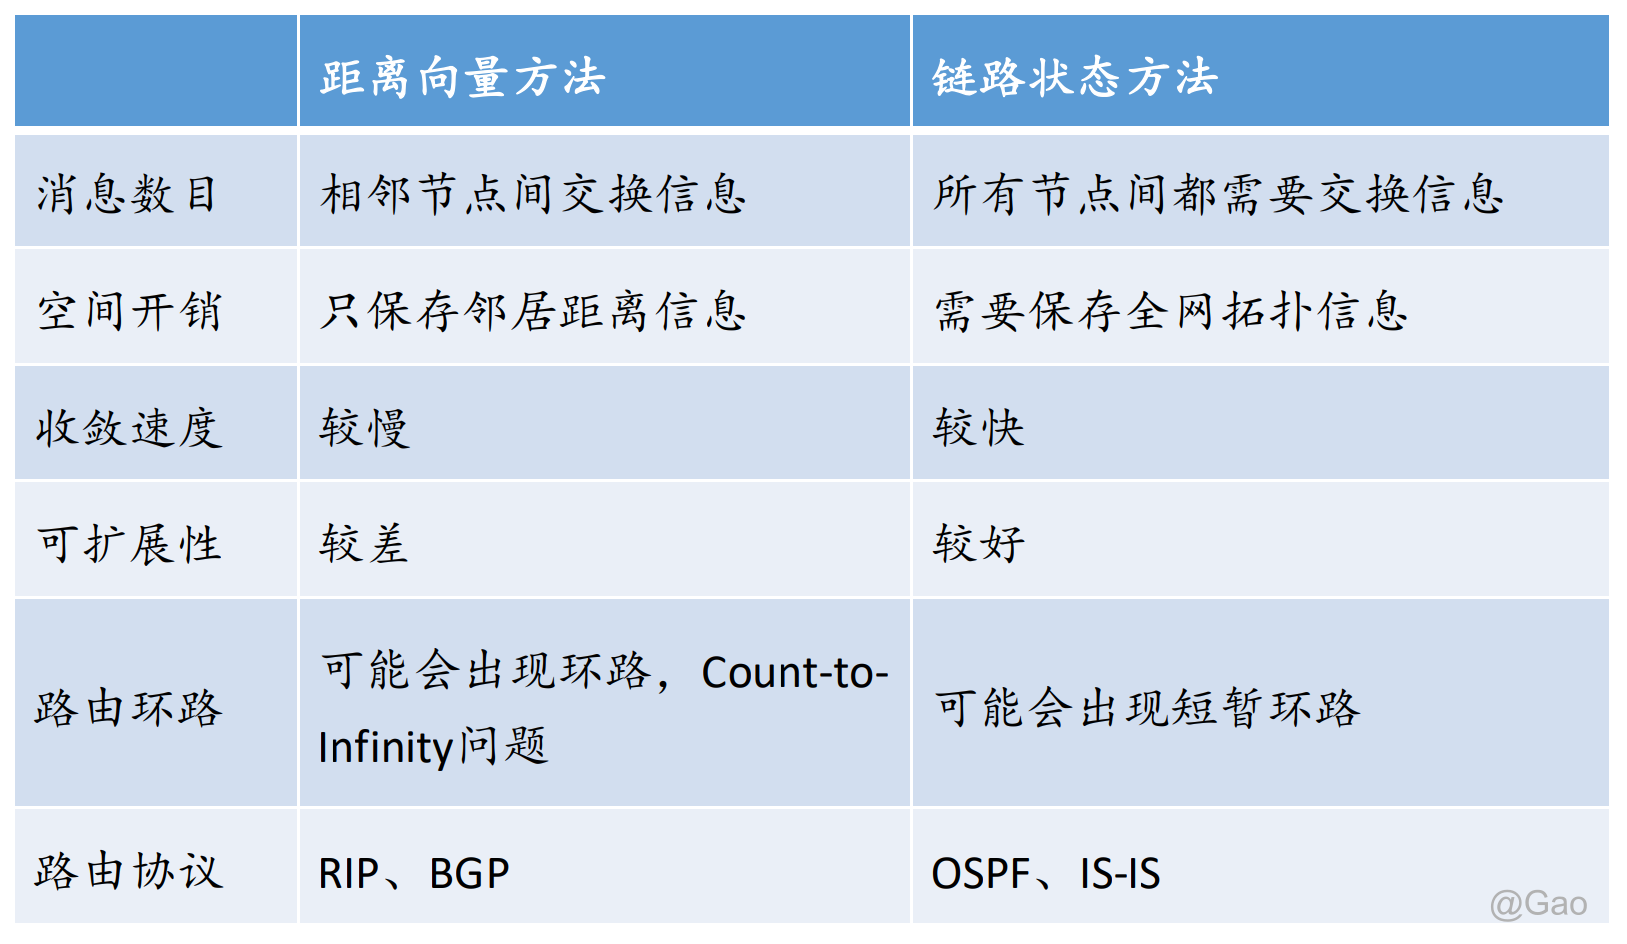 距离向量方法 链路状态方法
消息数目 相邻节点间交换信息 所有节点间都需要交换信息
空间开销 只保存邻居距离信息 需要保存全网拓扑信息
收敛速度 较慢 较快
可扩展性 较差 较好
路由环路 可能会出现环路，Count-to-
Infinity问题 可能会出现短暂环路
路由协议 RIP、BGP OSPF、IS-IS
@Gao